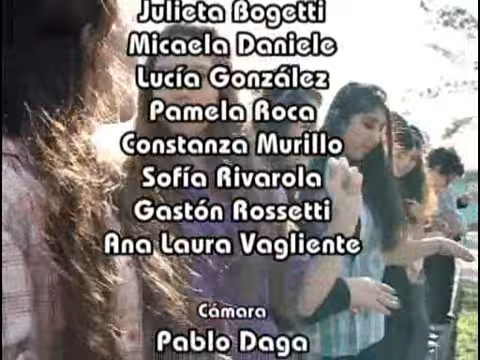 Julieta Bogetti
Micaela Daniele
Lucía González
Pamela Roca
Constanza Murillo
Sofía Rivarola
Gastón Rossetti
Ana Laura Vagliente
Cámara
Pablo Daga